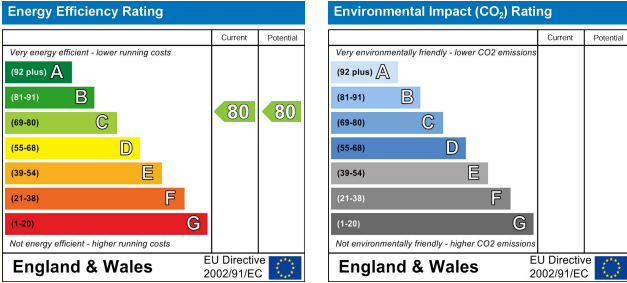 Energy Efficiency Rating
Current Potential
Very energy efficient - lower running costs
(92 plus) A
(81-91) B
(69-80) C
(55-68) D
(39-54) E
(21-38) F
(1-20) G
80 80
Not energy efficient - higher running costs
England & Wales
EU Directive
2002/91/EC
Environmental Impact (CO₂) Rating
Current Potential
Very environmentally friendly - lower CO2 emissions
(92 plus) A
(81-91) B
(69-80) C
(55-68) D
(39-54) E
(21-38) F
(1-20) G
Not environmentally friendly - higher CO2 emissions
England & Wales
EU Directive
2002/91/EC